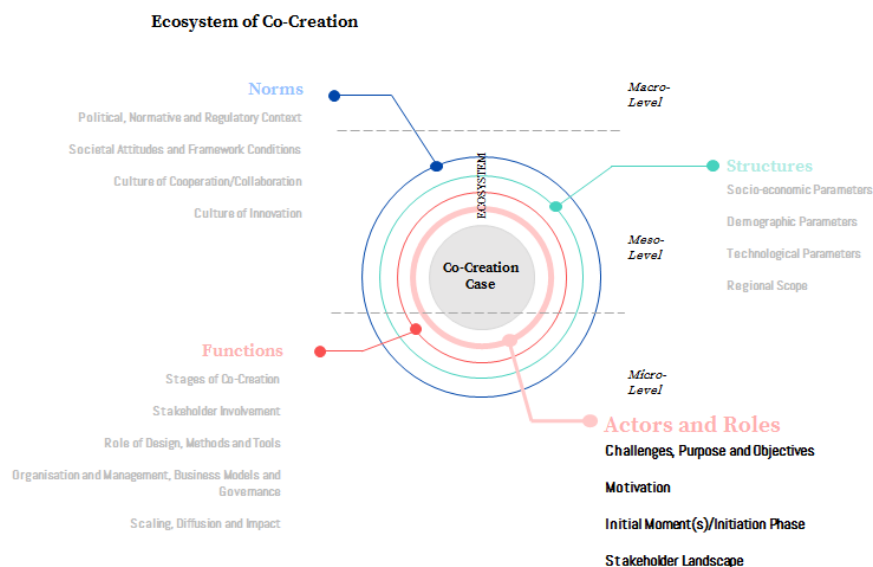 Ecosystem of Co-Creation
Norms
Political, Normative and Regulatory Context
Societal Attitudes and Framework Conditions
Culture of Cooperation/Collaboration
Culture of Innovation
Macro-
Level
ECOSYSTEM
Structures
Socio-economic Parameters
Demographic Parameters
Technological Parameters
Regional Scope
Meso-
Level
Co-Creation
Case
Functions
Stages of Co-Creation
Stakeholder Involvement
Role of Design, Methods and Tools
Organisation and Management, Business Models and
Governance
Scaling, Diffusion and Impact
Micro-
Level
Actors and Roles
Challenges, Purpose and Objectives
Motivation
Initial Moment(s)/Initiation Phase
Stakeholder Landscape